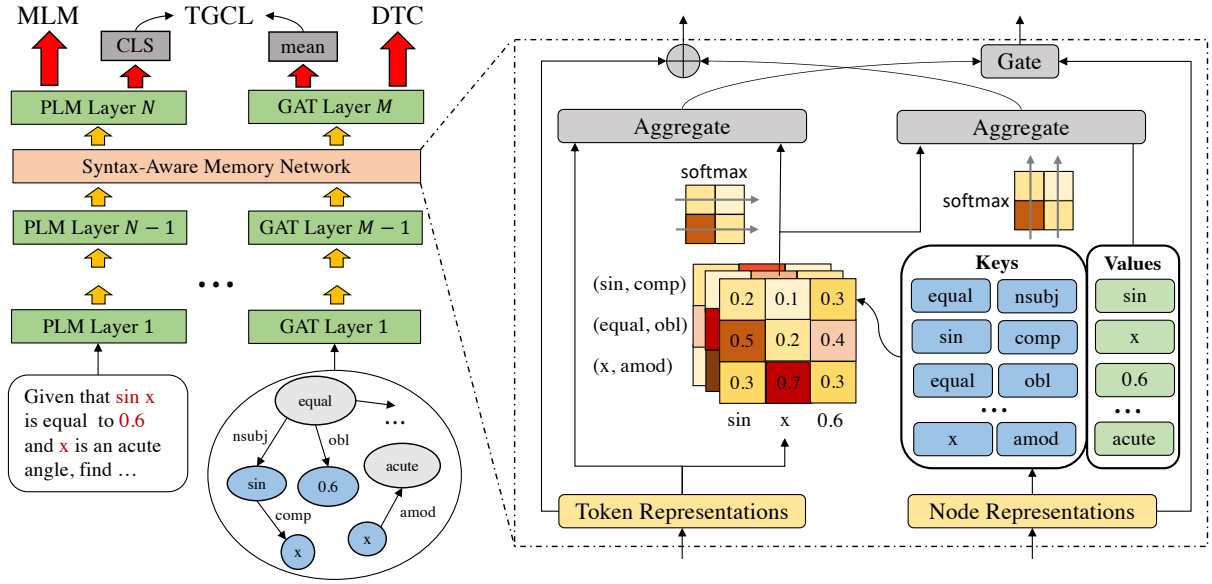 MLM
TGCL
DTC
CLS
mean
PLM Layer N
GAT Layer M
Syntax-Aware Memory Network
PLM Layer N − 1
GAT Layer M − 1
...
PLM Layer 1
GAT Layer 1
Given that sin x
is equal to 0.6
and x is an acute
angle, find ...
equal
...
nsubj
obl
acute
sin
0.6
comp
amod
x
x
Gate
Aggregate
Aggregate
softmax
softmax
(sin, comp)
(equal, obl)
(x, amod)
0.2 0.1 0.3
0.5 0.2 0.4
0.3 0.7 0.3
sin x 0.6
Keys
Values
equal nsubj sin
sin comp x
equal obl 0.6
... ...
x amod acute
Token Representations
Node Representations